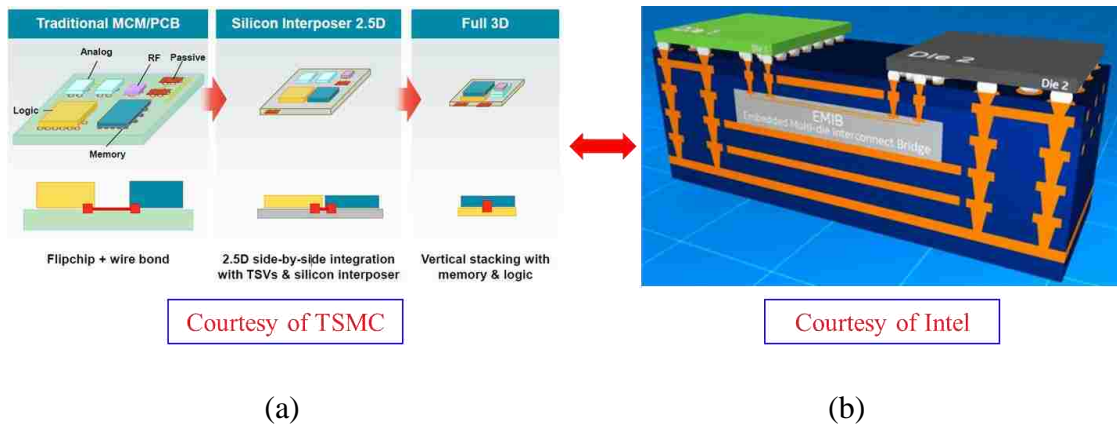 Traditional MCM/PCB
Silicon Interposer 2.5D
Full 3D
Analog
RF
Passive
Logic
Memory
Flipchip + wire bond
2.5D side-by-side integration
with TSVs & silicon interposer
Vertical stacking with
memory & logic
Courtesy of TSMC
(a)
Die 1
Die 2
Die 2
EMIB
Embedded Multi-die Interconnect Bridge
Courtesy of Intel
(b)